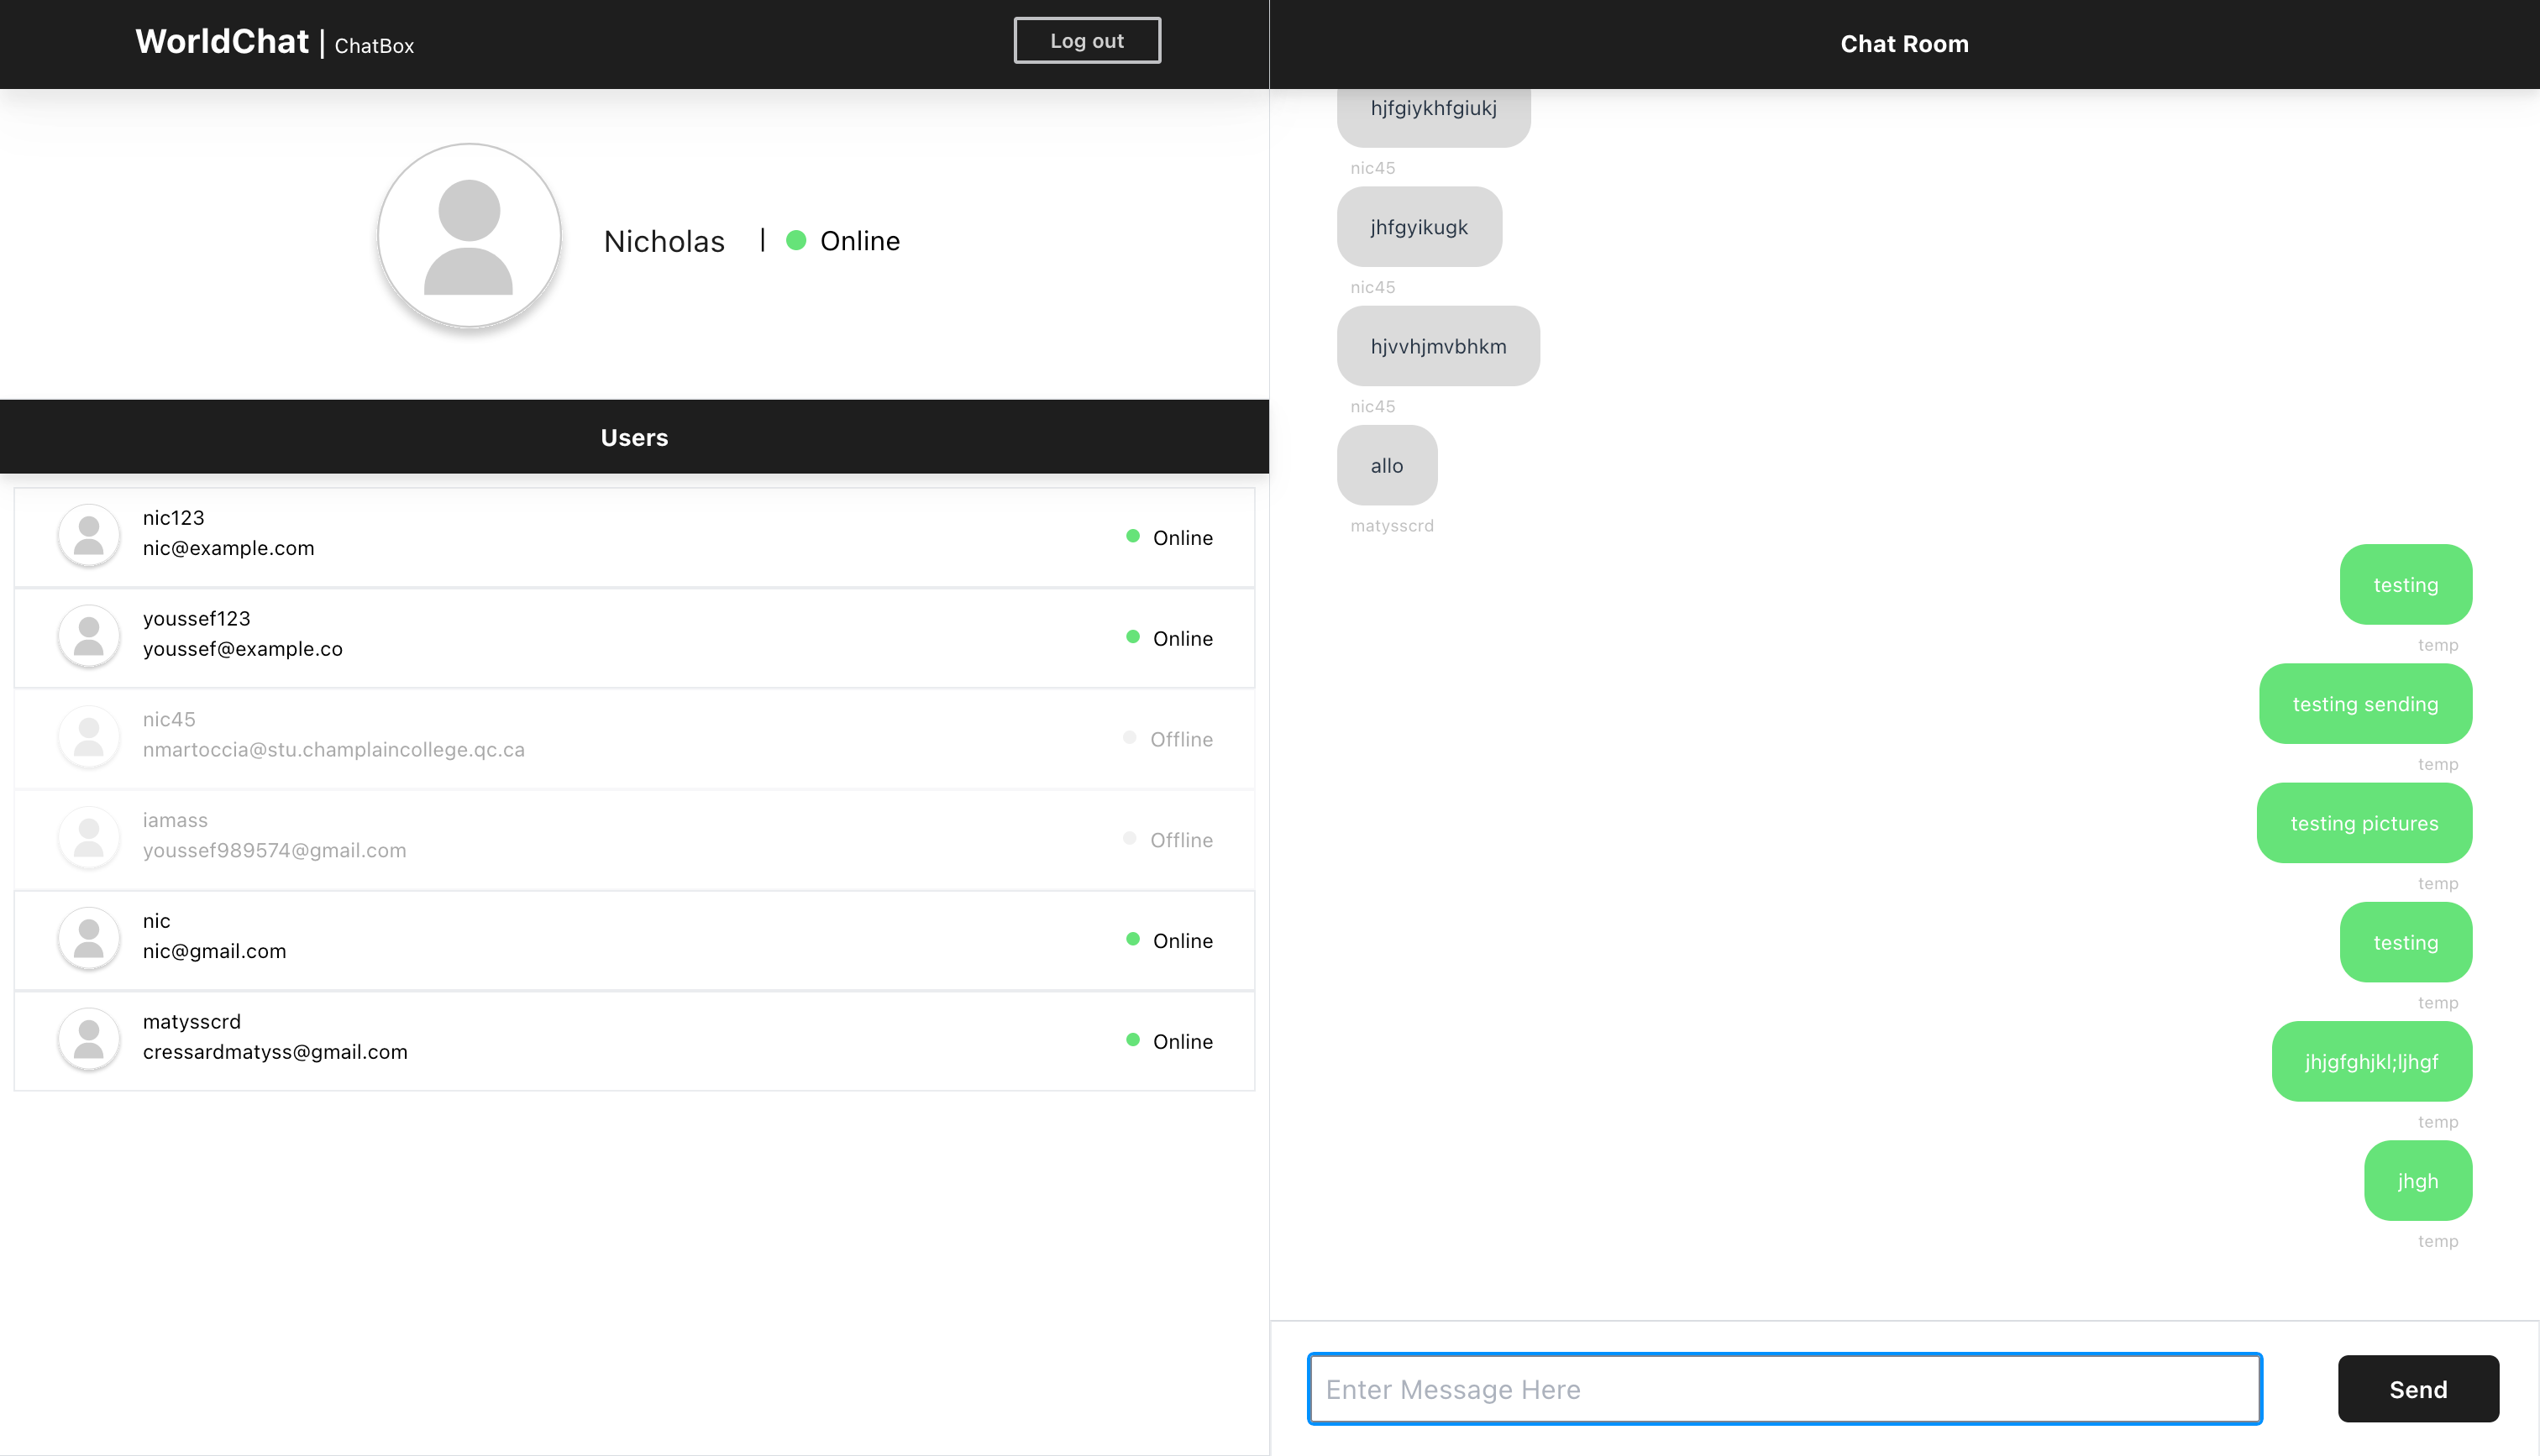 WorldChat | ChatBox
Log out
Nicholas | Online
Users
nic123
nic@example.com
Online
youssef123
youssef@example.co
Online
nic45
nmartoccia@stu.champlaincollege.qc.ca
Offline
iamass
youssef989574@gmail.com
Offline
nic
nic@gmail.com
Online
matysscrd
cressardmatyss@gmail.com
Online
Chat Room
hjfgiykhfgiukj
nic45
jhfgyikugk
nic45
hjvvhjmvbhkm
nic45
allo
matysscrd
testing
temp
testing sending
temp
testing pictures
temp
testing
temp
jhjgfghjkl;ljhgf
temp
jhgh
temp
Enter Message Here
Send